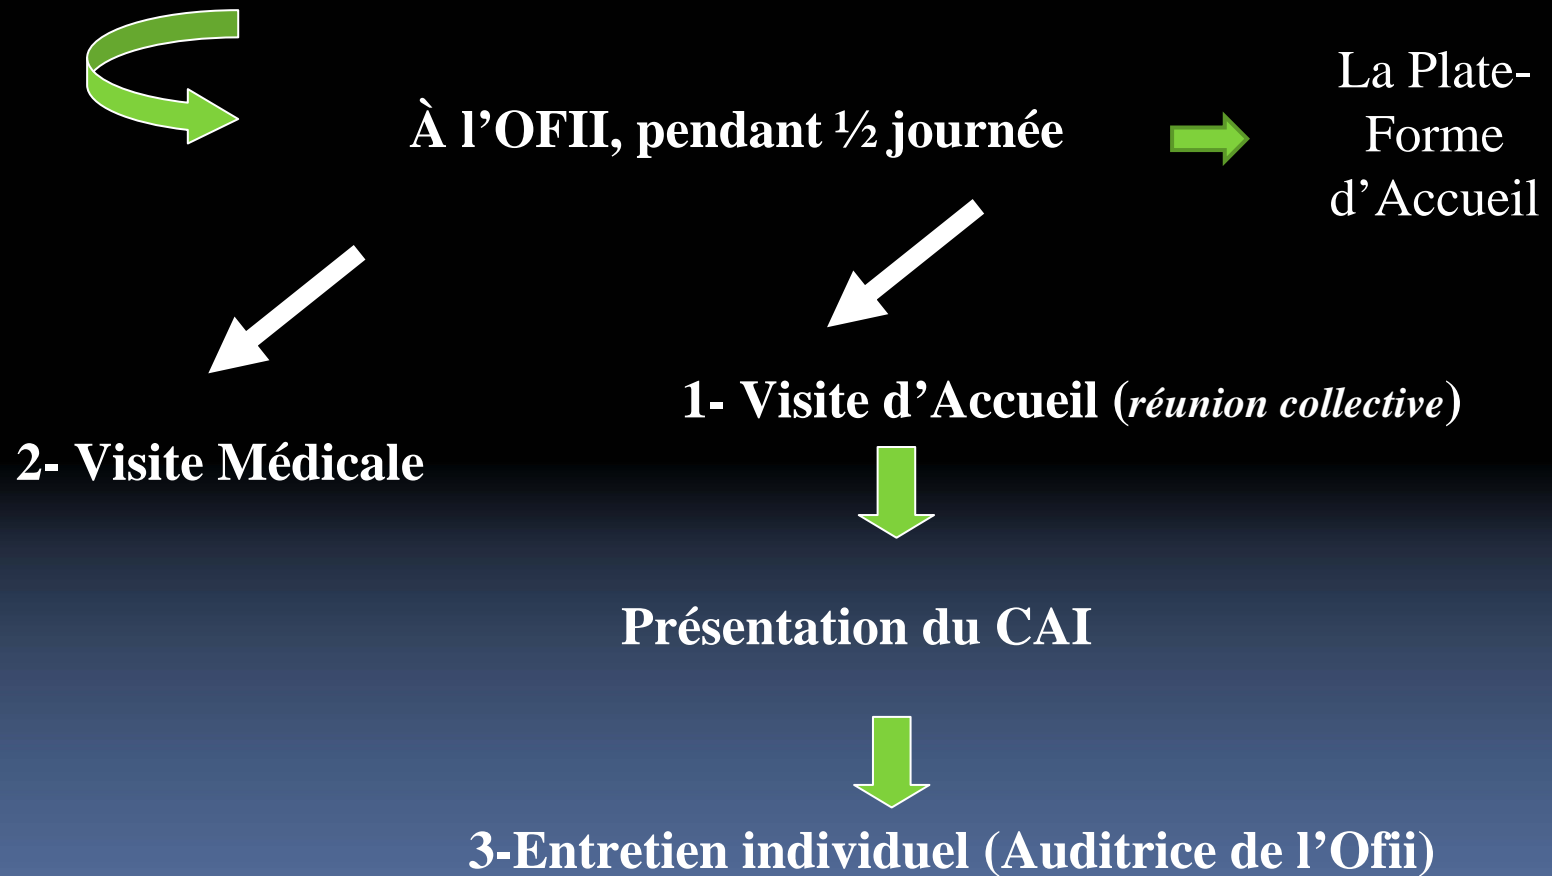 À l’OFII, pendant ½ journée
La Plate-
Forme
d’Accueil
1- Visite d’Accueil (réunion collective)
2- Visite Médicale
Présentation du CAI
3-Entretien individuel (Auditrice de l’Ofii)